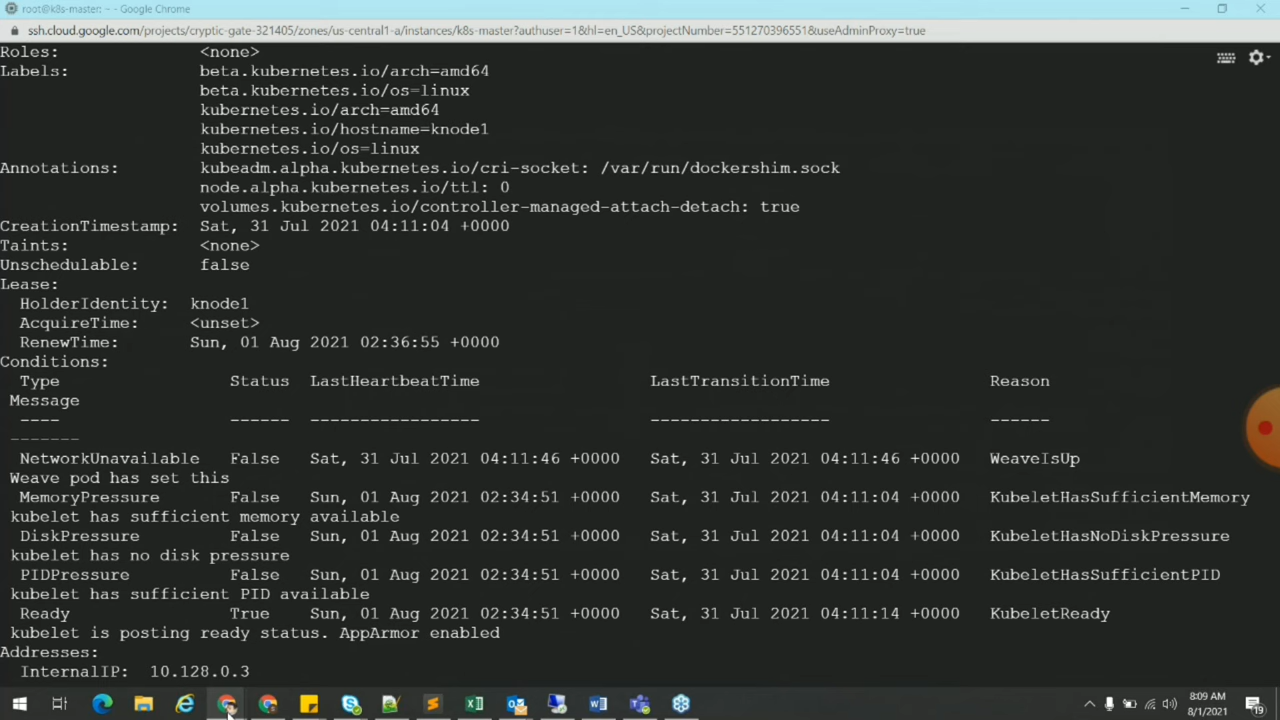 root@k8s-master: ~ - Google Chrome
ssh.cloud.google.com/projects/cryptic-gate-321405/zones/us-central1-a/instances/k8s-master?authuser=1&hl=en_US&projectNumber=551270396551&useAdminProxy=true
Roles: <none>
Labels: beta.kubernetes.io/arch=amd64
beta.kubernetes.io/os=linux
kubernetes.io/arch=amd64
kubernetes.io/hostname=knode1
kubernetes.io/os=linux
Annotations: kubeadm.alpha.kubernetes.io/cri-socket: /var/run/dockershim.sock
node.alpha.kubernetes.io/ttl: 0
volumes.kubernetes.io/controller-managed-attach-detach: true
CreationTimestamp: Sat, 31 Jul 2021 04:11:04 +0000
Taints: <none>
Unschedulable: false
Lease:
HolderIdentity: knode1
AcquireTime: <unset>
RenewTime: Sun, 01 Aug 2021 02:36:55 +0000
Conditions:
Type Status LastHeartbeatTime LastTransitionTime Reason
Message
---- ------ ----------------- ------------------ ------
-------
NetworkUnavailable False Sat, 31 Jul 2021 04:11:46 +0000 Sat, 31 Jul 2021 04:11:46 +0000 WeaveIsUp
Weave pod has set this
MemoryPressure False Sun, 01 Aug 2021 02:34:51 +0000 Sat, 31 Jul 2021 04:11:04 +0000 KubeletHasSufficientMemory
kubelet has sufficient memory available
DiskPressure False Sun, 01 Aug 2021 02:34:51 +0000 Sat, 31 Jul 2021 04:11:04 +0000 KubeletHasNoDiskPressure
kubelet has no disk pressure
PIDPressure False Sun, 01 Aug 2021 02:34:51 +0000 Sat, 31 Jul 2021 04:11:04 +0000 KubeletHasSufficientPID
kubelet has sufficient PID available
Ready True Sun, 01 Aug 2021 02:34:51 +0000 Sat, 31 Jul 2021 04:11:14 +0000 KubeletReady
kubelet is posting ready status. AppArmor enabled
Addresses:
InternalIP: 10.128.0.3
8:09 AM
8/1/2021
19